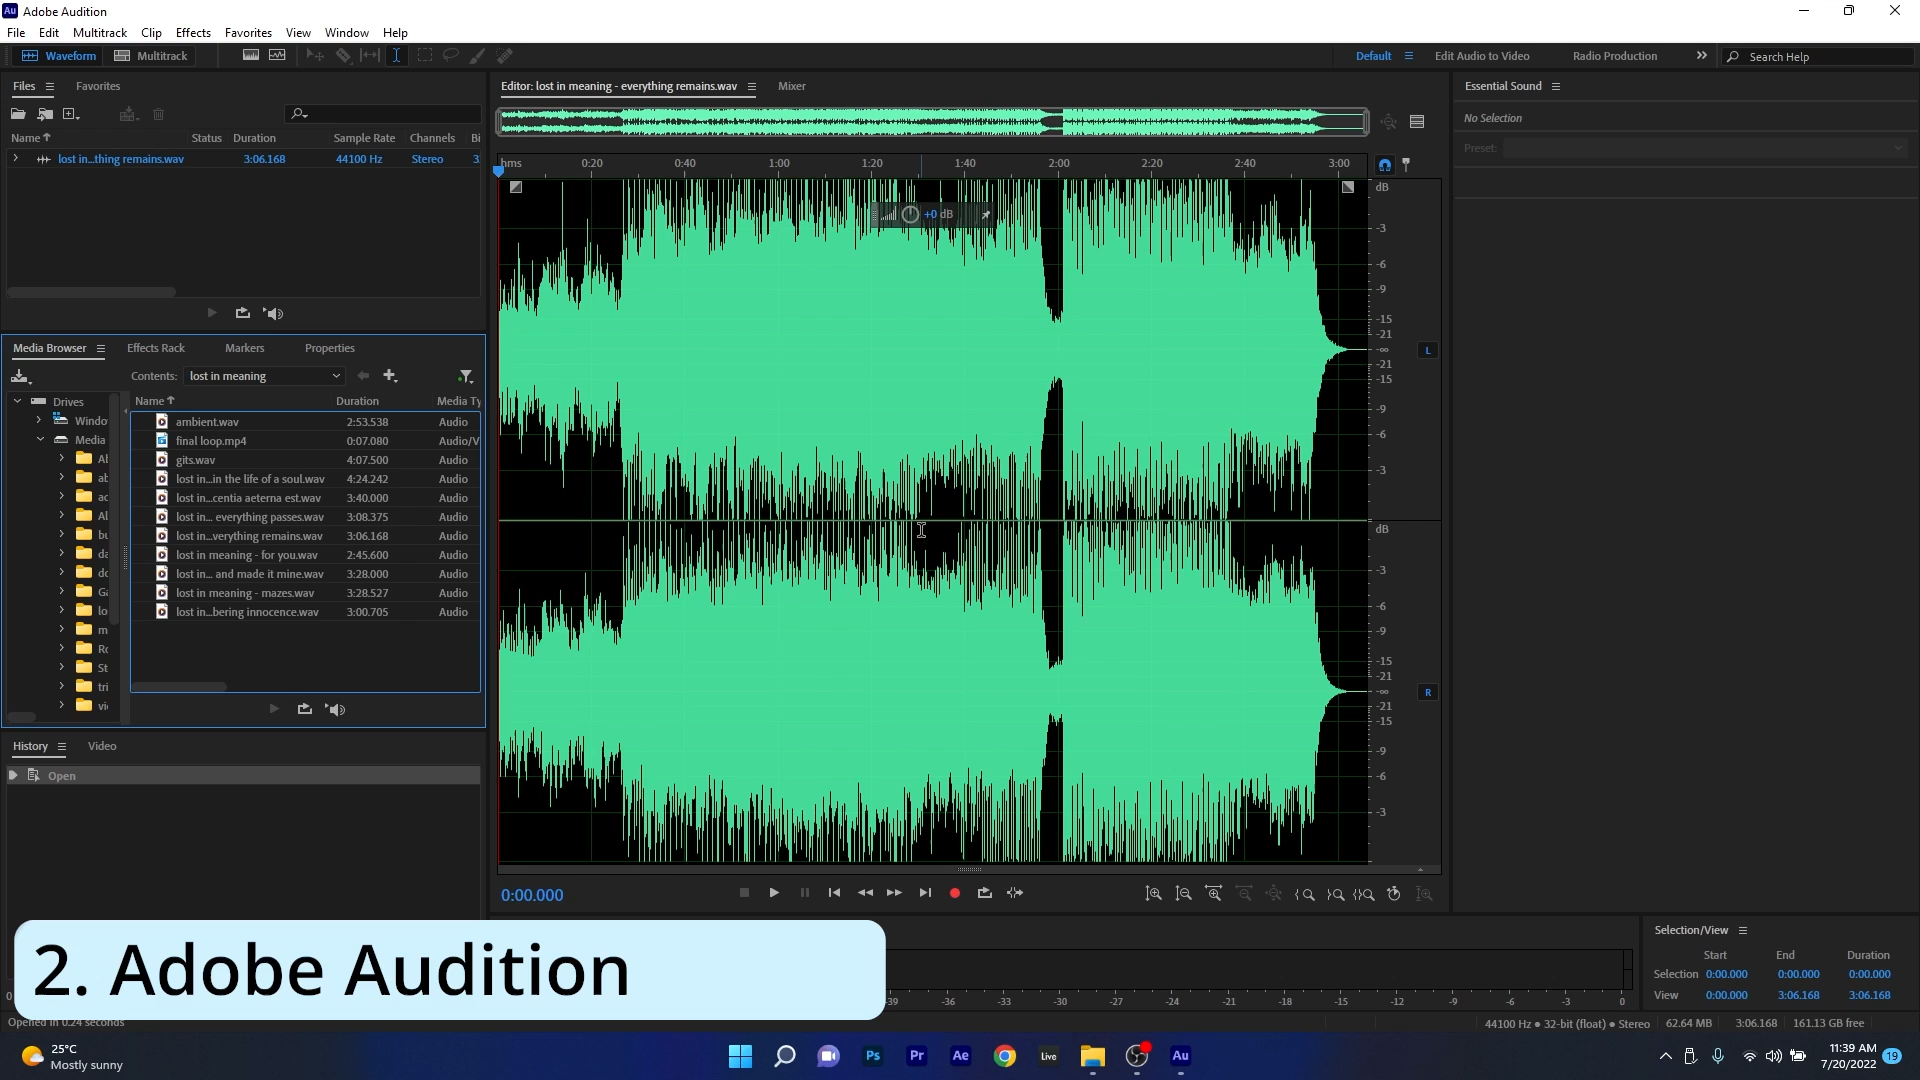 Au Adobe Audition
File Edit Multitrack Clip Effects Favorites View Window Help
Waveform Multitrack Default Edit Audio to Video Radio Production Search Help
Files Favorites
Name Status Duration Sample Rate Channels Bi
lost in...thing remains.wav 3:06.168 44100 Hz Stereo 3
Media Browser Effects Rack Markers Properties
Contents: lost in meaning
Drives
Windo
Media
Al
ab
ac
Al
bu
da
do
Ga
lo
m
Ro
St
tri
vi
Name Duration Media Ty
ambient.wav 2:53.538 Audio
final loop.mp4 0:07.080 Audio/V
gits.wav 4:07.500 Audio
lost in...in the life of a soul.wav 4:24.242 Audio
lost in...centia aeterna est.wav 3:40.000 Audio
lost in... everything passes.wav 3:08.375 Audio
lost in...verything remains.wav 3:06.168 Audio
lost in meaning - for you.wav 2:45.600 Audio
lost in... and made it mine.wav 3:28.000 Audio
lost in meaning - mazes.wav 3:28.527 Audio
lost in...bering innocence.wav 3:00.705 Audio
History Video
Open
Editor: lost in meaning - everything remains.wav Mixer
hms 0:20 0:40 1:00 1:20 1:40 2:00 2:20 2:40 3:00
+0 dB
dB
-3
-6
-9
-15
-21
-∞
-21
-15
-9
-6
-3
L
dB
-3
-6
-9
-15
-21
-∞
-21
-15
-9
-6
-3
R
0:00.000
Essential Sound
No Selection
Preset:
2. Adobe Audition
-39 -36 -33 -30 -27 -24 -21 -18 -15 -12 -9 -6 -3 0
Selection/View
Start End Duration
Selection 0:00.000 0:00.000 0:00.000
View 0:00.000 3:06.168 3:06.168
Opened in 0.24 seconds
44100 Hz ● 32-bit (float) ● Stereo 62.64 MB 3:06.168 161.13 GB free
25°C
Mostly sunny
Ps Pr Ae Live Au
11:39 AM
7/20/2022
19